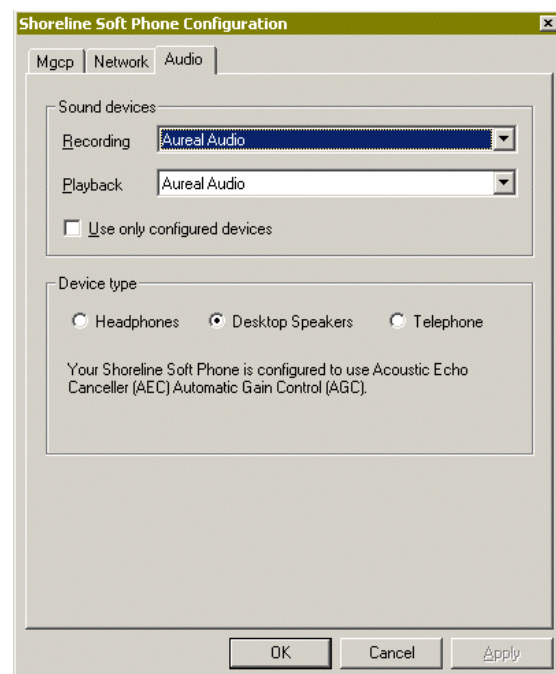 Shoreline Soft Phone Configuration
Mgcp Network Audio
Sound devices
Recording Aureal Audio
Playback Aureal Audio
Use only configured devices
Device type
Headphones Desktop Speakers Telephone
Your Shoreline Soft Phone is configured to use Acoustic Echo
Canceller (AEC) Automatic Gain Control (AGC).
OK Cancel Apply